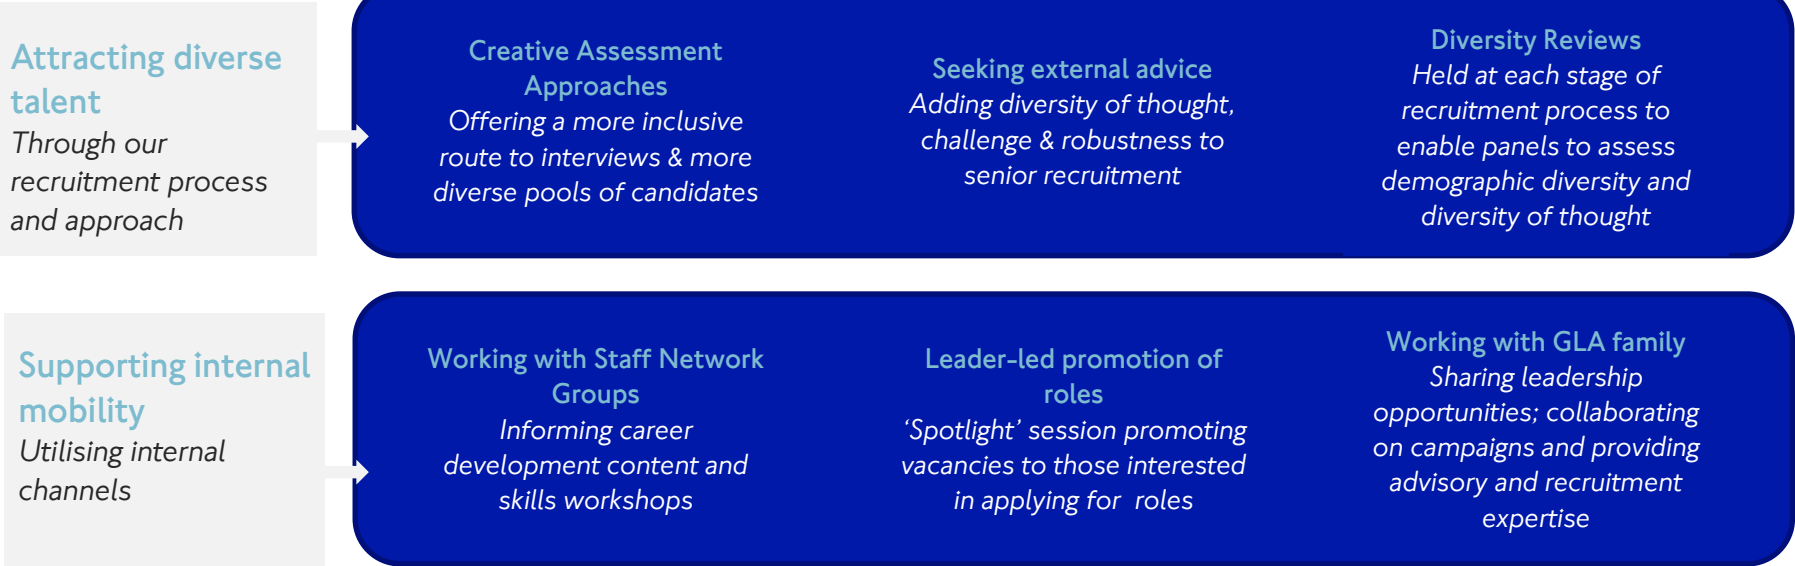 Attracting diverse
talent
Through our
recruitment process
and approach
Creative Assessment
Approaches
Offering a more inclusive
route to interviews & more
diverse pools of candidates
Seeking external advice
Adding diversity of thought,
challenge & robustness to
senior recruitment
Diversity Reviews
Held at each stage of
recruitment process to
enable panels to assess
demographic diversity and
diversity of thought
Supporting internal
mobility
Utilising internal
channels
Working with Staff Network
Groups
Informing career
development content and
skills workshops
Leader-led promotion of
roles
‘Spotlight’ session promoting
vacancies to those interested
in applying for  roles
Working with GLA family
Sharing leadership
opportunities; collaborating
on campaigns and providing
advisory and recruitment
expertise